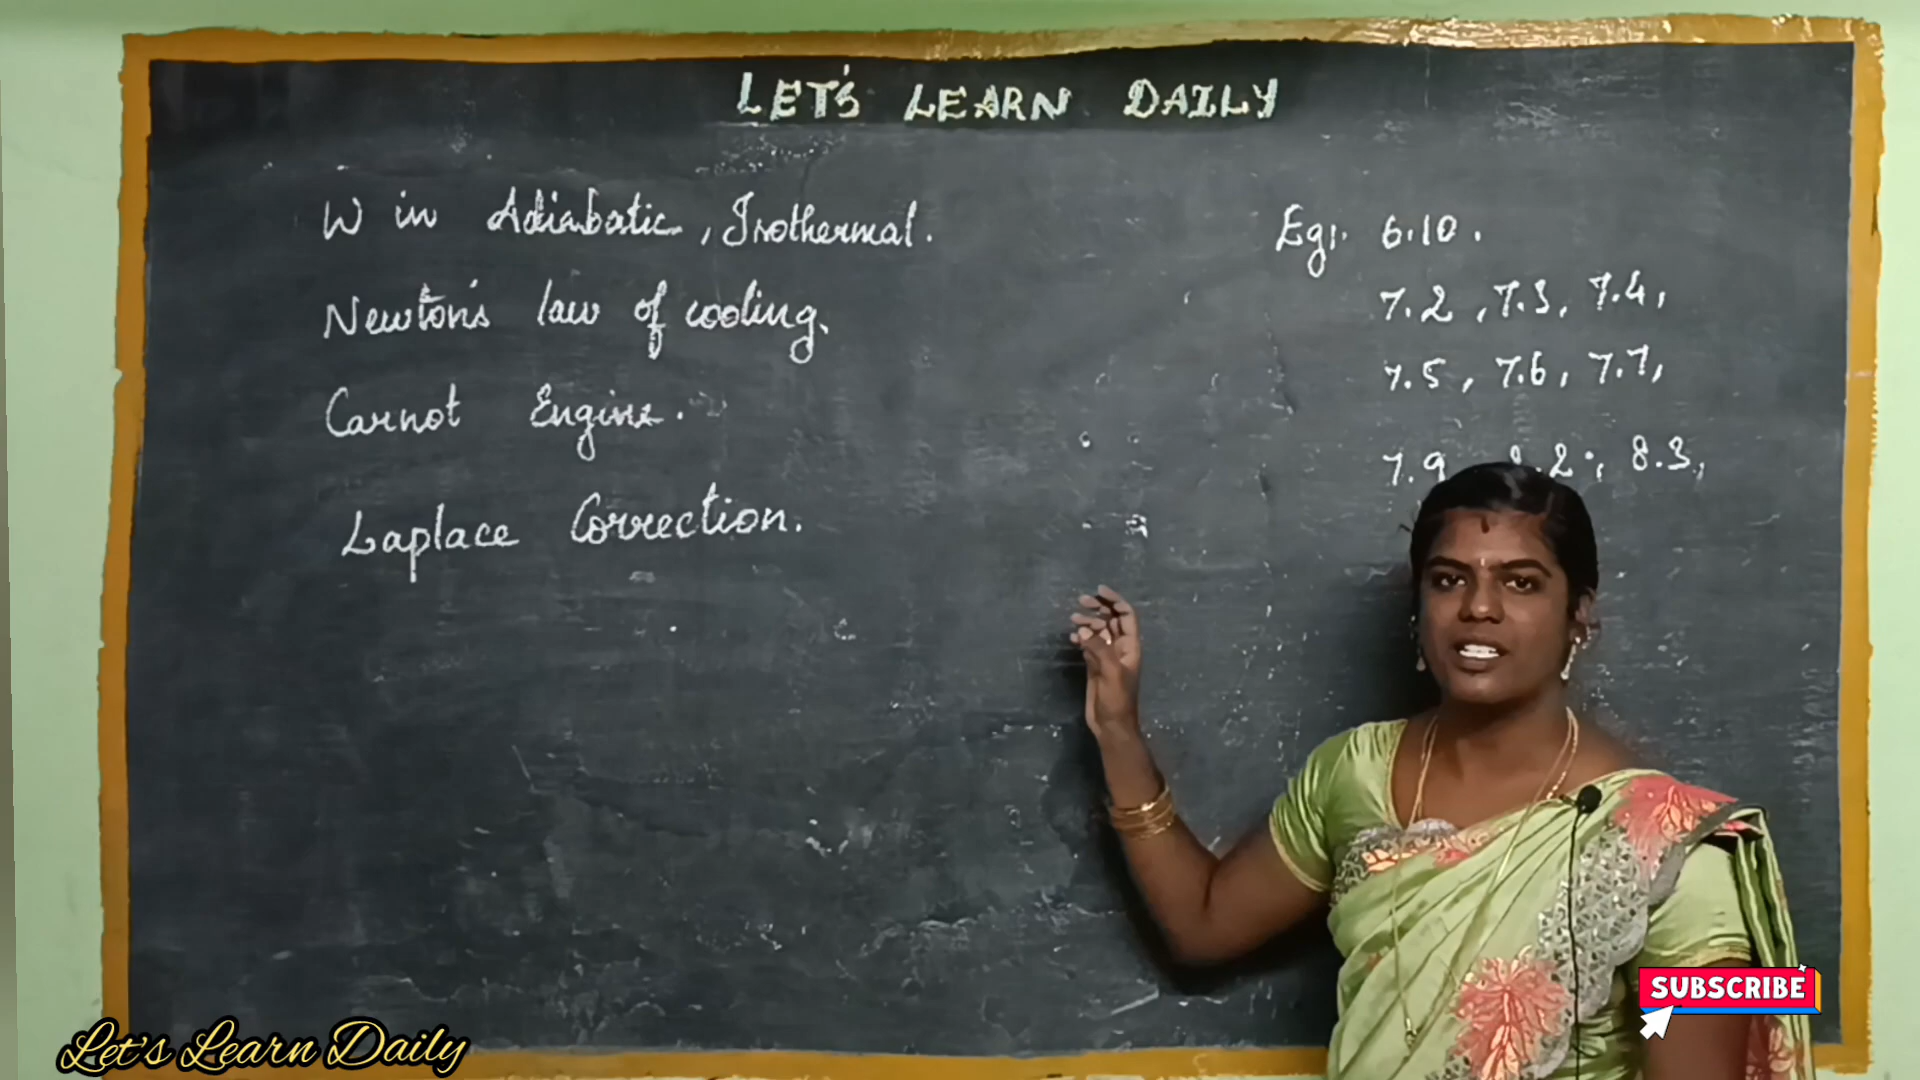 LET'S LEARN DAILY
W in Adiabatic, Isothermal.
Newton's law of cooling.
Carnot Engine.
Laplace Correction.
Eg:. 6.10.
7.2, 7.3, 7.4,
7.5, 7.6, 7.7,
7.9 8.3,
SUBSCRIBE
Let's Learn Daily